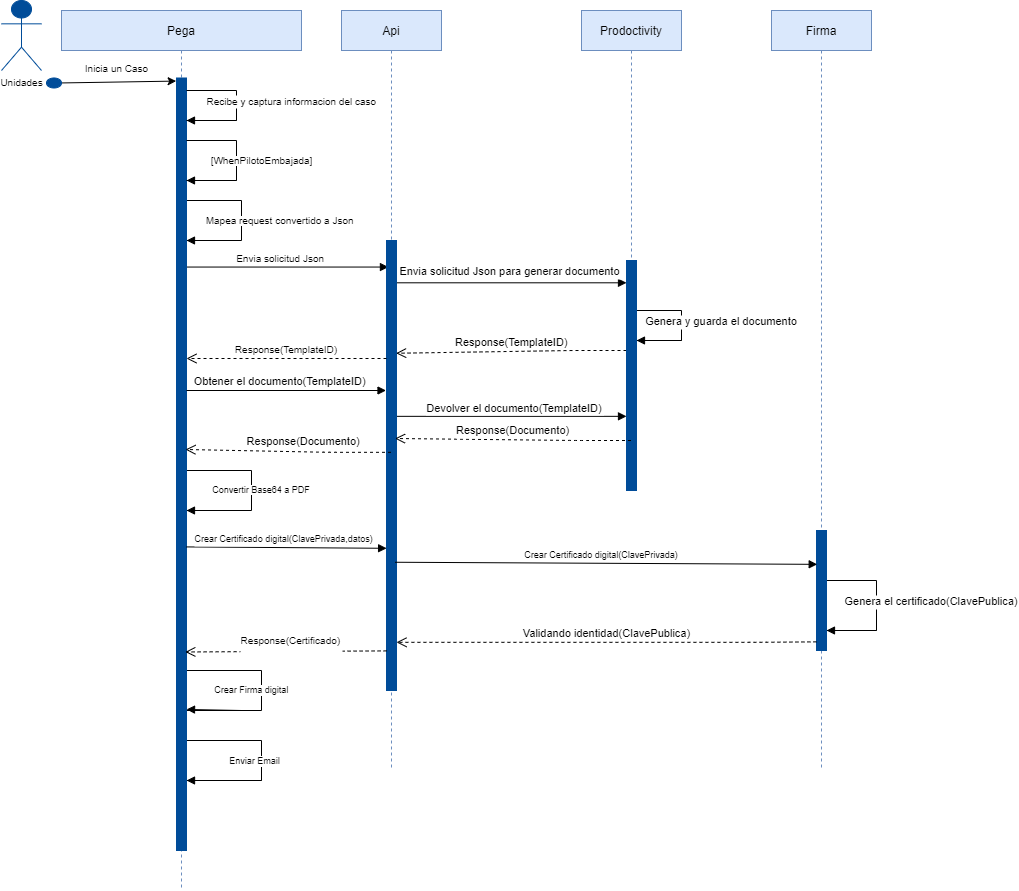 Pega
Api
Prodoctivity
Firma
Inicia un Caso
Unidades
Recibe y captura informacion del caso
[WhenPilotoEmbajada]
Mapea request convertido a Json
Envia solicitud Json
Envia solicitud Json para generar documento
Genera y guarda el documento
Response(TemplateID)
Response(TemplateID)
Obtener el documento(TemplateID)
Devolver el documento(TemplateID)
Response(Documento)
Response(Documento)
Convertir Base64 a PDF
Crear Certificado digital(ClavePrivada,datos)
Crear Certificado digital(ClavePrivada)
Genera el certificado(ClavePublica)
Validando identidad(ClavePublica)
Response(Certificado)
Crear Firma digital
Enviar Email